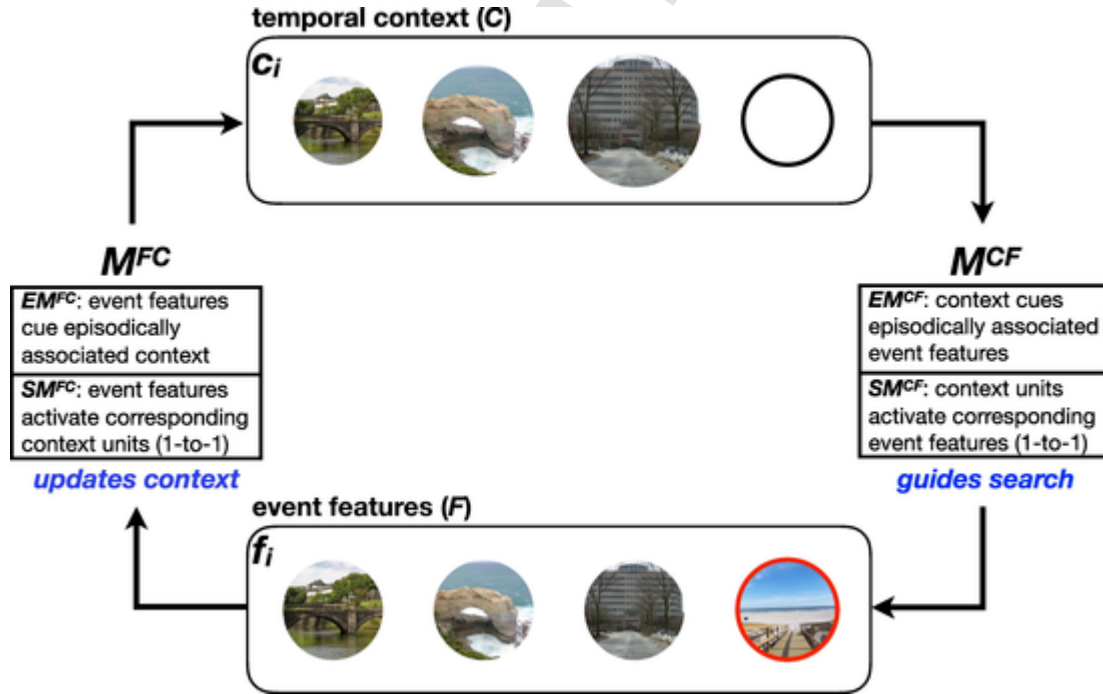 temporal context (C)
ci
MFC
EMFC: event features
cue episodically
associated context
SMFC: event features
activate corresponding
context units (1-to-1)
updates context
MCF
EMCF: context cues
episodically associated
event features
SMCF: context units
activate corresponding
event features (1-to-1)
guides search
event features (F)
fi